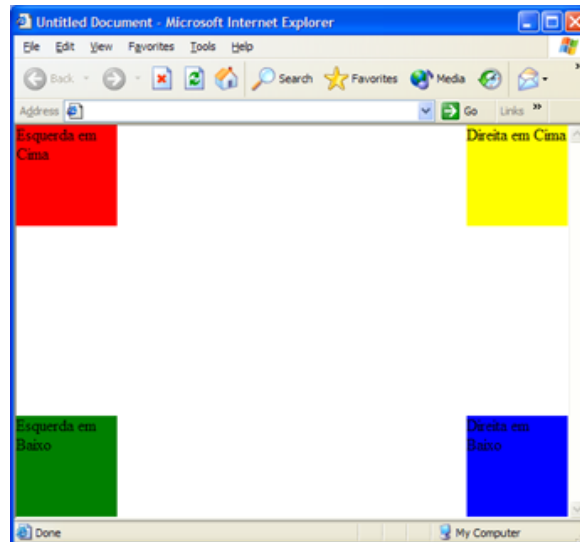 Untitled Document - Microsoft Internet Explorer
File Edit View Favorites Tools Help
Back Search Favorites Media
Address Go Links »
Esquerda em
Cima
Direita em Cima
Esquerda em
Baixo
Direita em
Baixo
Done My Computer